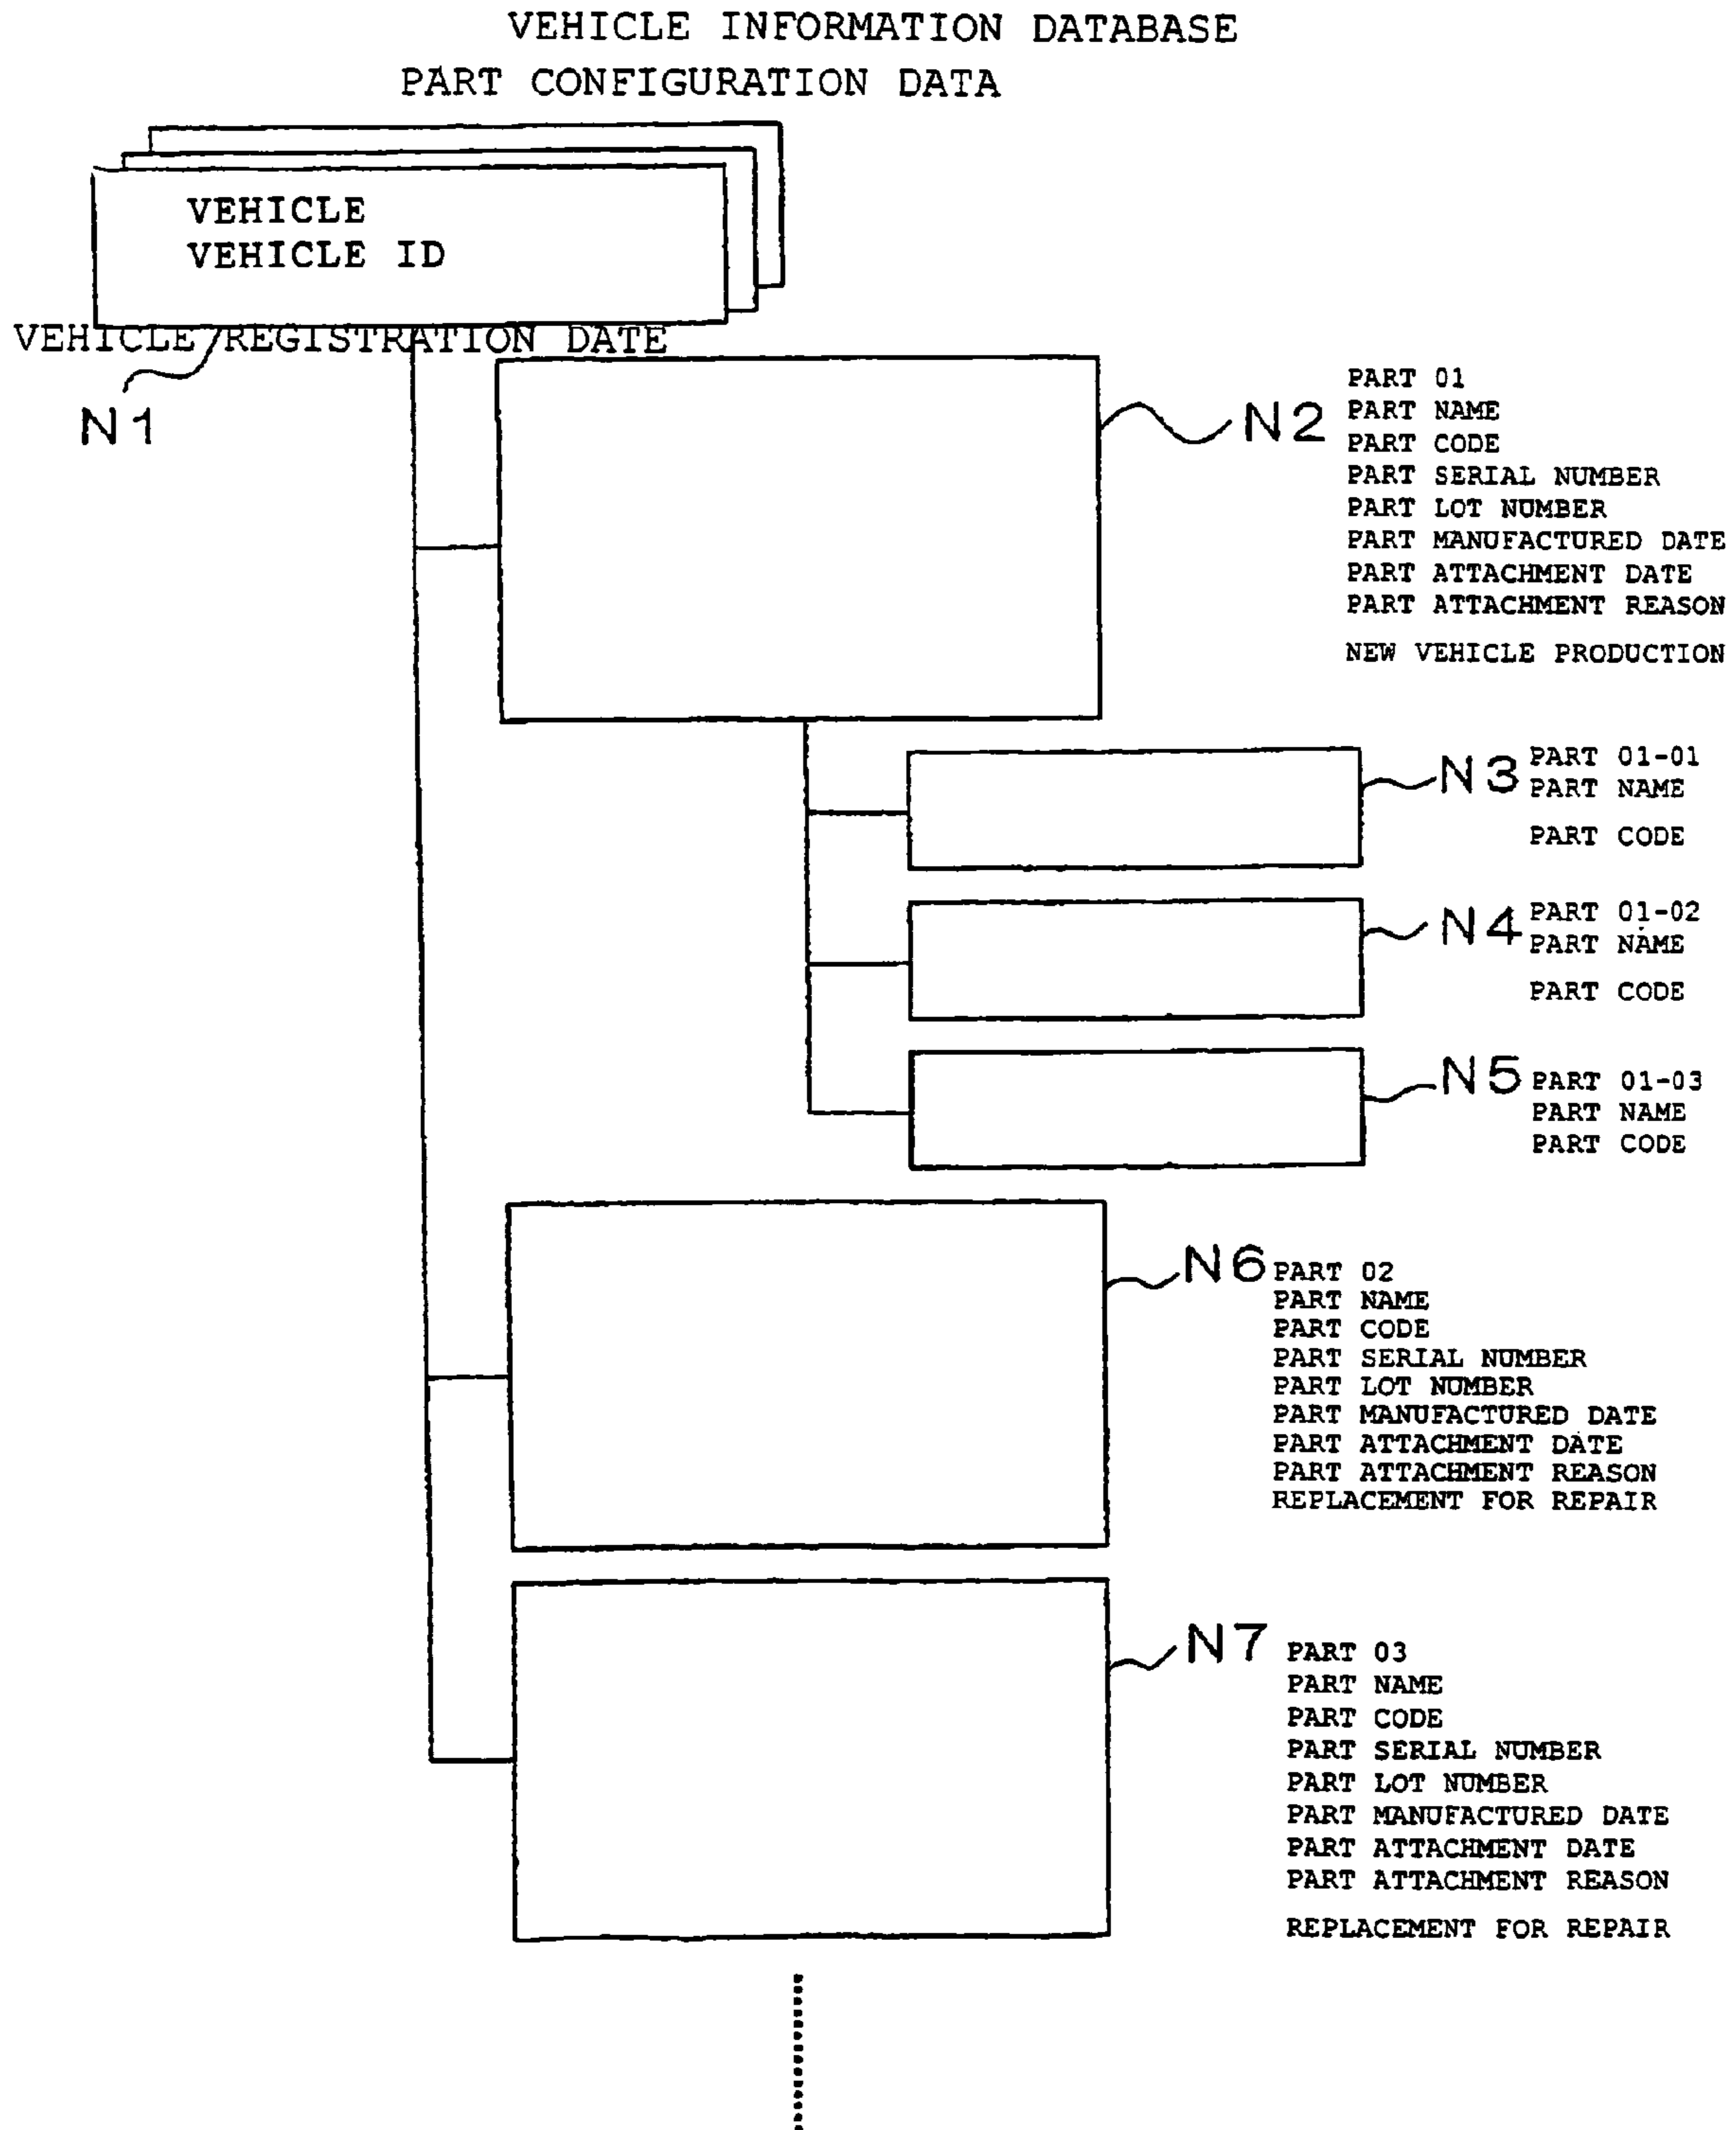 VEHICLE INFORMATION DATABASE
PART CONFIGURATION DATA
VEHICLE
VEHICLE ID
VEHICLE REGISTRATION DATE
N1
N2
PART 01
PART NAME
PART CODE
PART SERIAL NUMBER
PART LOT NUMBER
PART MANUFACTURED DATE
PART ATTACHMENT DATE
PART ATTACHMENT REASON
NEW VEHICLE PRODUCTION
N3
PART 01-01
PART NAME
PART CODE
N4
PART 01-02
PART NAME
PART CODE
N5
PART 01-03
PART NAME
PART CODE
N6
PART 02
PART NAME
PART CODE
PART SERIAL NUMBER
PART LOT NUMBER
PART MANUFACTURED DATE
PART ATTACHMENT DATE
PART ATTACHMENT REASON
REPLACEMENT FOR REPAIR
N7
PART 03
PART NAME
PART CODE
PART SERIAL NUMBER
PART LOT NUMBER
PART MANUFACTURED DATE
PART ATTACHMENT DATE
PART ATTACHMENT REASON
REPLACEMENT FOR REPAIR